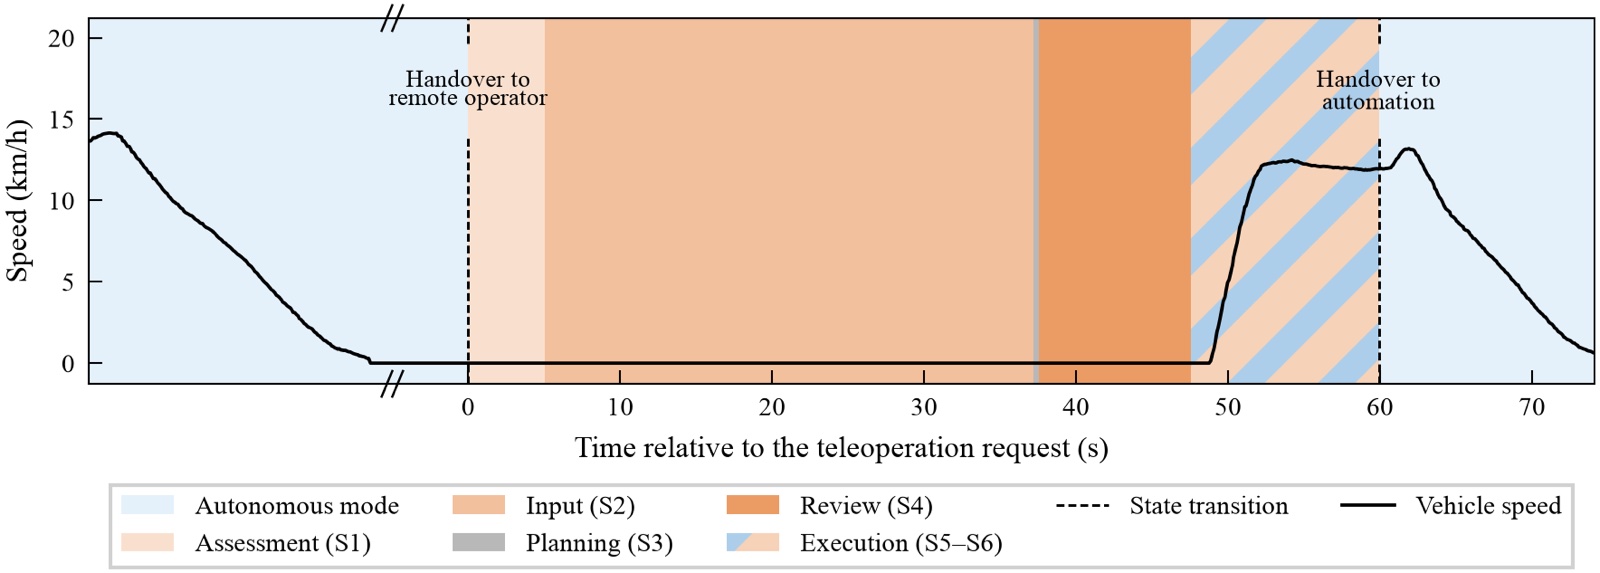 20
15
10
5
0
Speed (km/h)
Handover to
remote operator
Handover to
automation
0 10 20 30 40 50 60 70
Time relative to the teleoperation request (s)
Autonomous mode Input (S2) Review (S4) State transition Vehicle speed
Assessment (S1) Planning (S3) Execution (S5–S6)